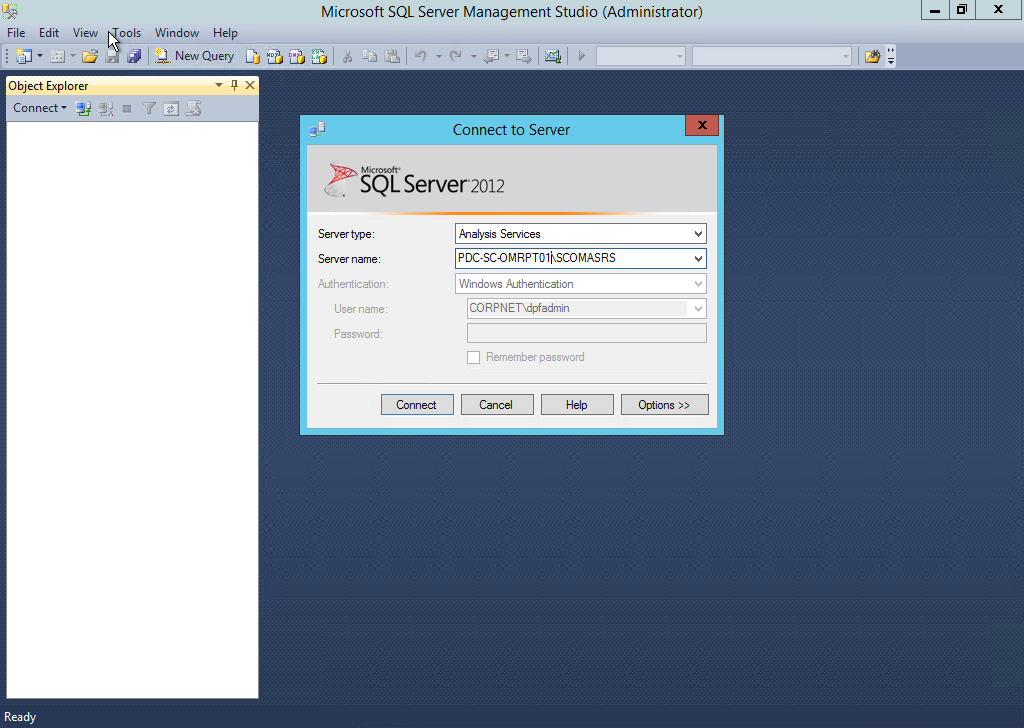 Microsoft SQL Server Management Studio (Administrator)
File Edit View Tools Window Help
New Query
Object Explorer
Connect
Connect to Server
Microsoft®
SQL Server 2012
Server type: Analysis Services
Server name: PDC-SC-OMRPT01\SCOMASRS
Authentication: Windows Authentication
User name: CORPNET\dpfadmin
Password:
Remember password
Connect Cancel Help Options >>
Ready